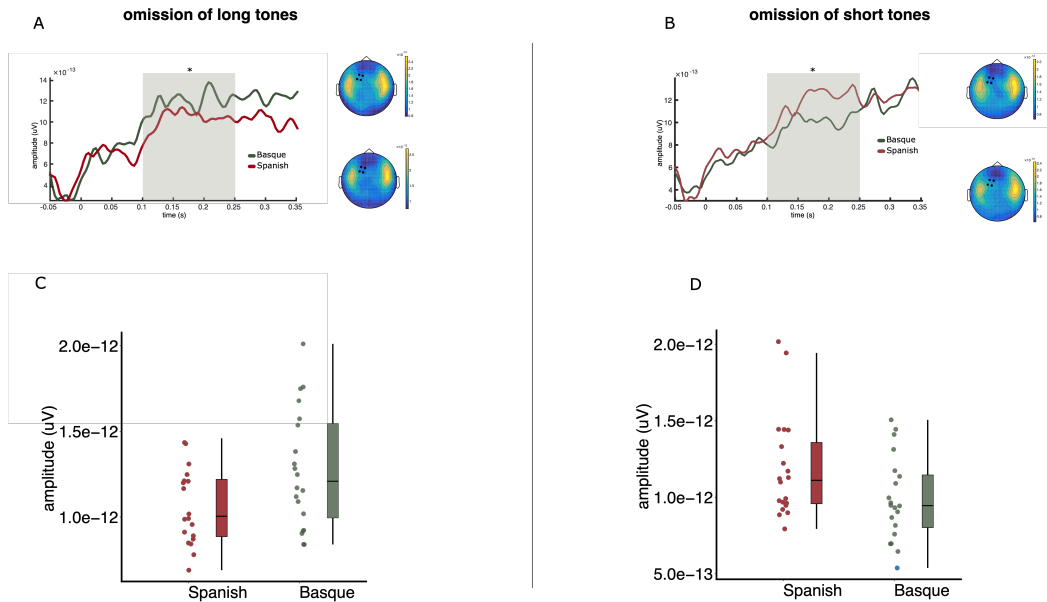 omission of long tones
omission of short tones
A
B
×10⁻¹³
14
12
10
8
6
4
amplitude (uV)
*
Basque
Spanish
-0.05 0 0.05 0.1 0.15 0.2 0.25 0.3 0.35
time (s)
×10⁻¹³
12
10
8
6
4
amplitude (uV)
*
Basque
Spanish
-0.05 0 0.05 0.1 0.15 0.2 0.25 0.3 0.35
time (s)
C
2.0e−12
1.5e−12
1.0e−12
amplitude (uV)
Spanish Basque
D
2.0e−12
1.5e−12
1.0e−12
5.0e−13
amplitude (uV)
Spanish Basque